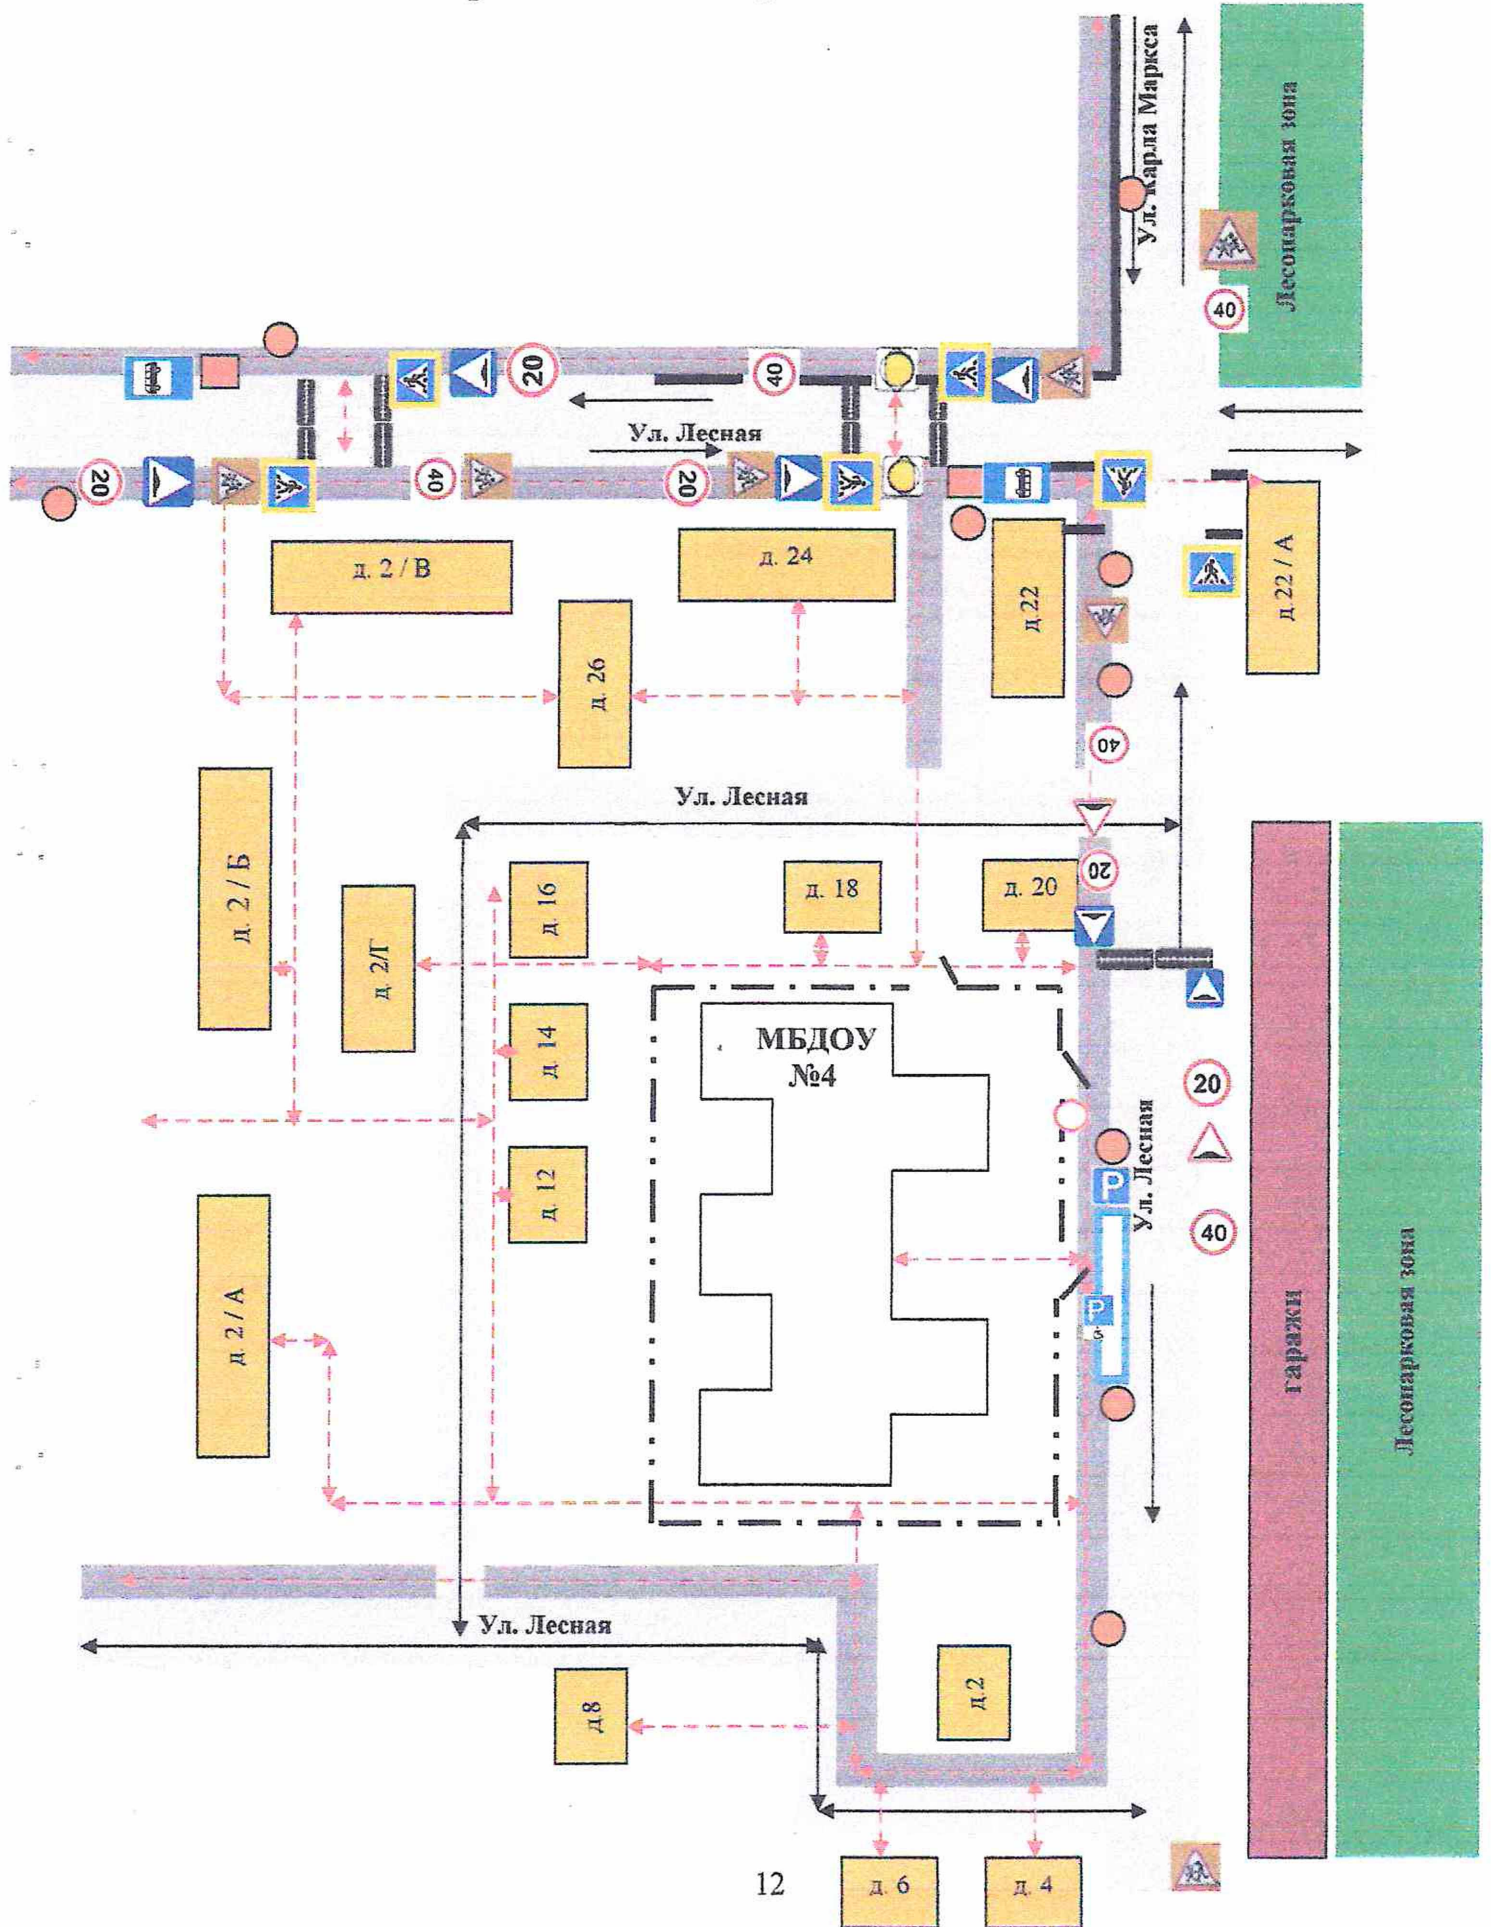 Ул. Карла Маркса
Лесопарковая зона
40
20
40
Ул. Лесная
20
40
20
д. 2 / В
д. 24
д.22
д.22 / А
д. 26
40
Ул. Лесная
д. 2 / Б
д. 2/Г
д. 16
д. 18
д. 20
20
д. 14
МБДОУ
№4
20
Ул. Лесная
д. 12
P
40
д. 2 / А
P
гаражи
Лесопарковая зона
Ул. Лесная
д.8
д.2
12
д. 6
д. 4